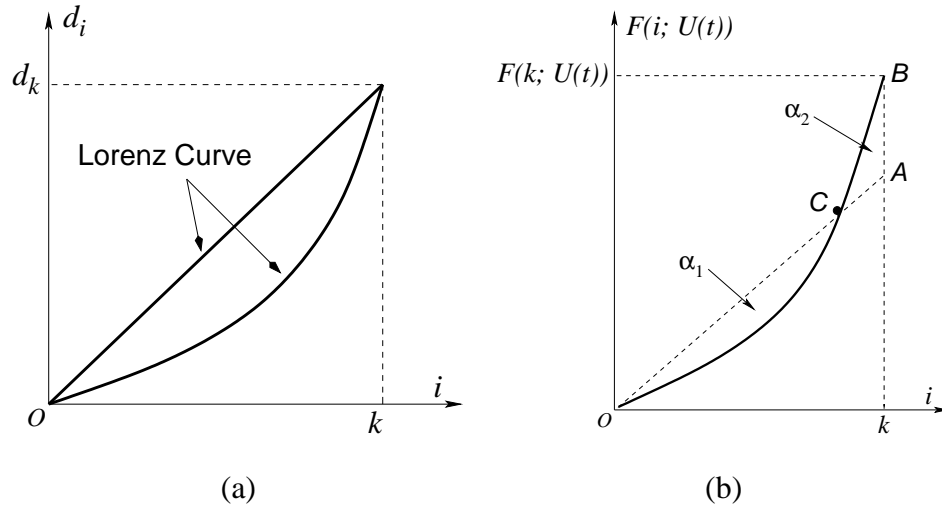 d_i
d_k
Lorenz Curve
O
k
i
(a)
F(i; U(t))
F(k; U(t))
B
α_2
A
C
α_1
O
k
i
(b)